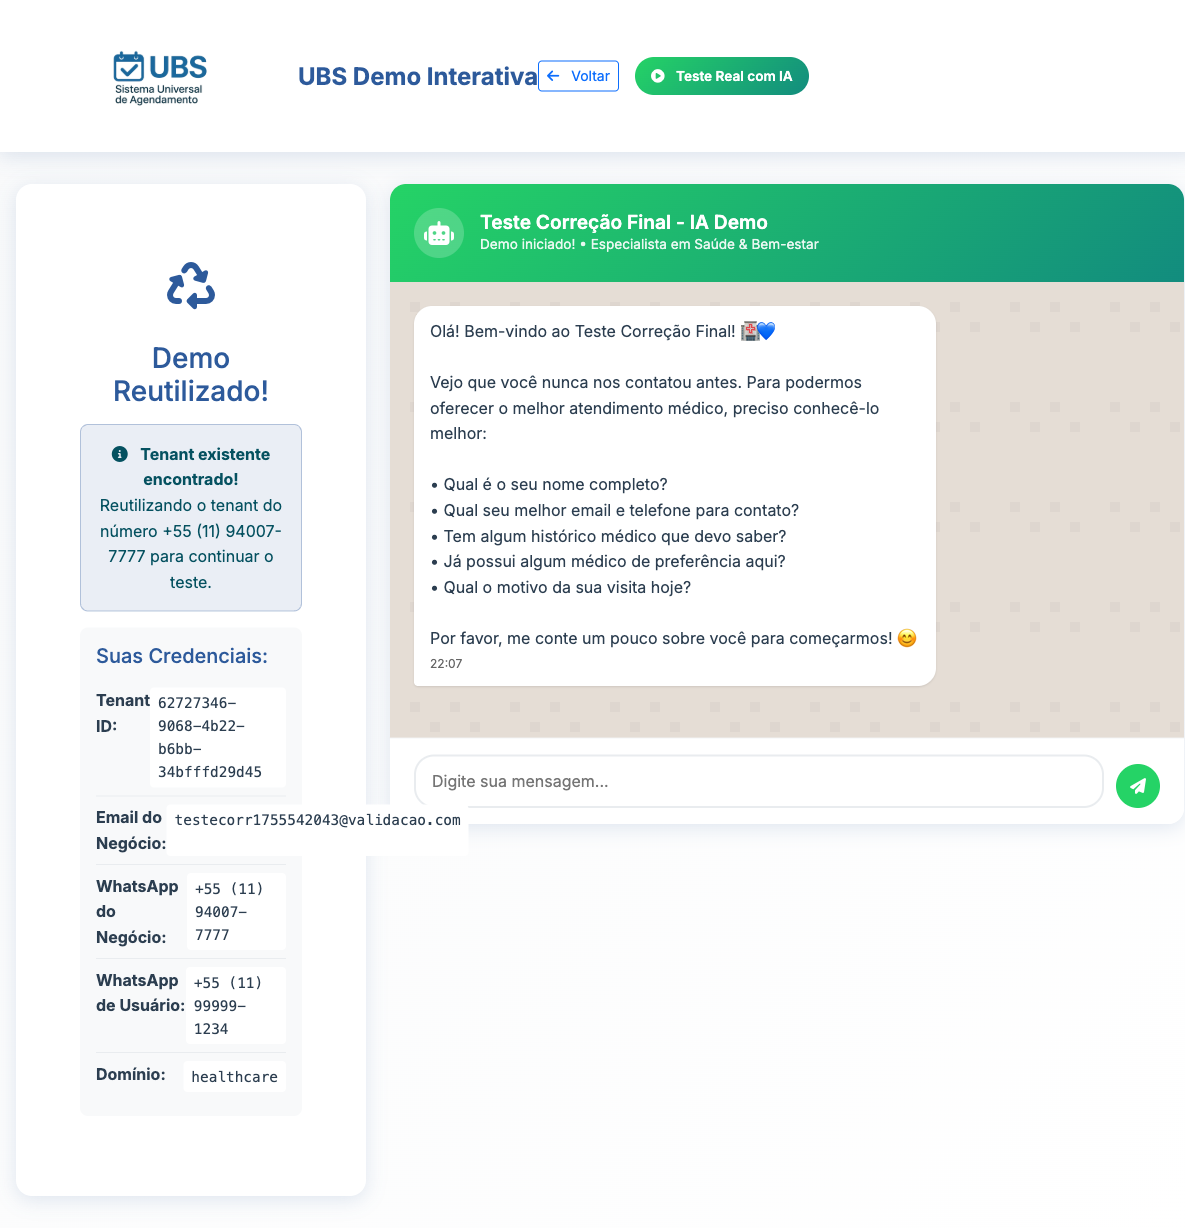 UBS
Sistema Universal
de Agendamento
UBS Demo Interativa
Voltar
Teste Real com IA
Demo
Reutilizado!
Tenant existente
encontrado!
Reutilizando o tenant do
número +55 (11) 94007-
7777 para continuar o
teste.
Suas Credenciais:
Tenant
ID:
62727346-
9068-4b22-
b6bb-
34bfffd29d45
Email do
Negócio:
testecorr1755542043@validacao.com
WhatsApp
do
Negócio:
+55 (11)
94007-
7777
WhatsApp
de Usuário:
+55 (11)
99999-
1234
Domínio:
healthcare
Teste Correção Final - IA Demo
Demo iniciado! • Especialista em Saúde & Bem-estar
Olá! Bem-vindo ao Teste Correção Final! 🏥💙
Vejo que você nunca nos contatou antes. Para podermos
oferecer o melhor atendimento médico, preciso conhecê-lo
melhor:
• Qual é o seu nome completo?
• Qual seu melhor email e telefone para contato?
• Tem algum histórico médico que devo saber?
• Já possui algum médico de preferência aqui?
• Qual o motivo da sua visita hoje?
Por favor, me conte um pouco sobre você para começarmos! 😊
22:07
Digite sua mensagem...